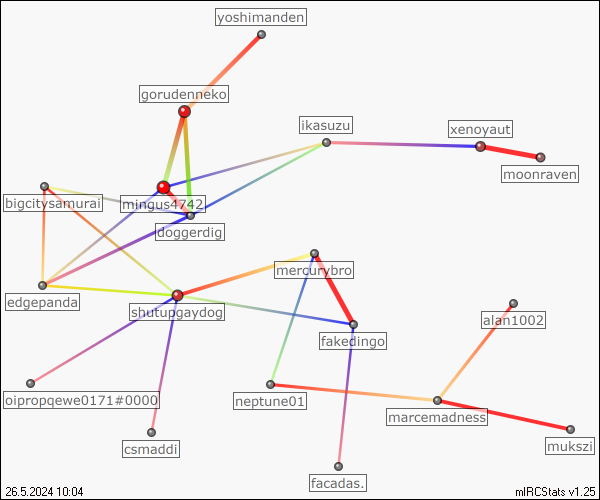 yoshimanden
gorudenneko
ikasuzu
xenoyaut
moonraven
bigcitysamurai
mingus4742
doggerdig
mercurybro
edgepanda
shutupgaydog
alan1002
fakedingo
oipropqewe0171#0000
neptune01
marcemadness
csmaddi
mukszi
facadas.
26.5.2024 10:04
mIRCStats v1.25